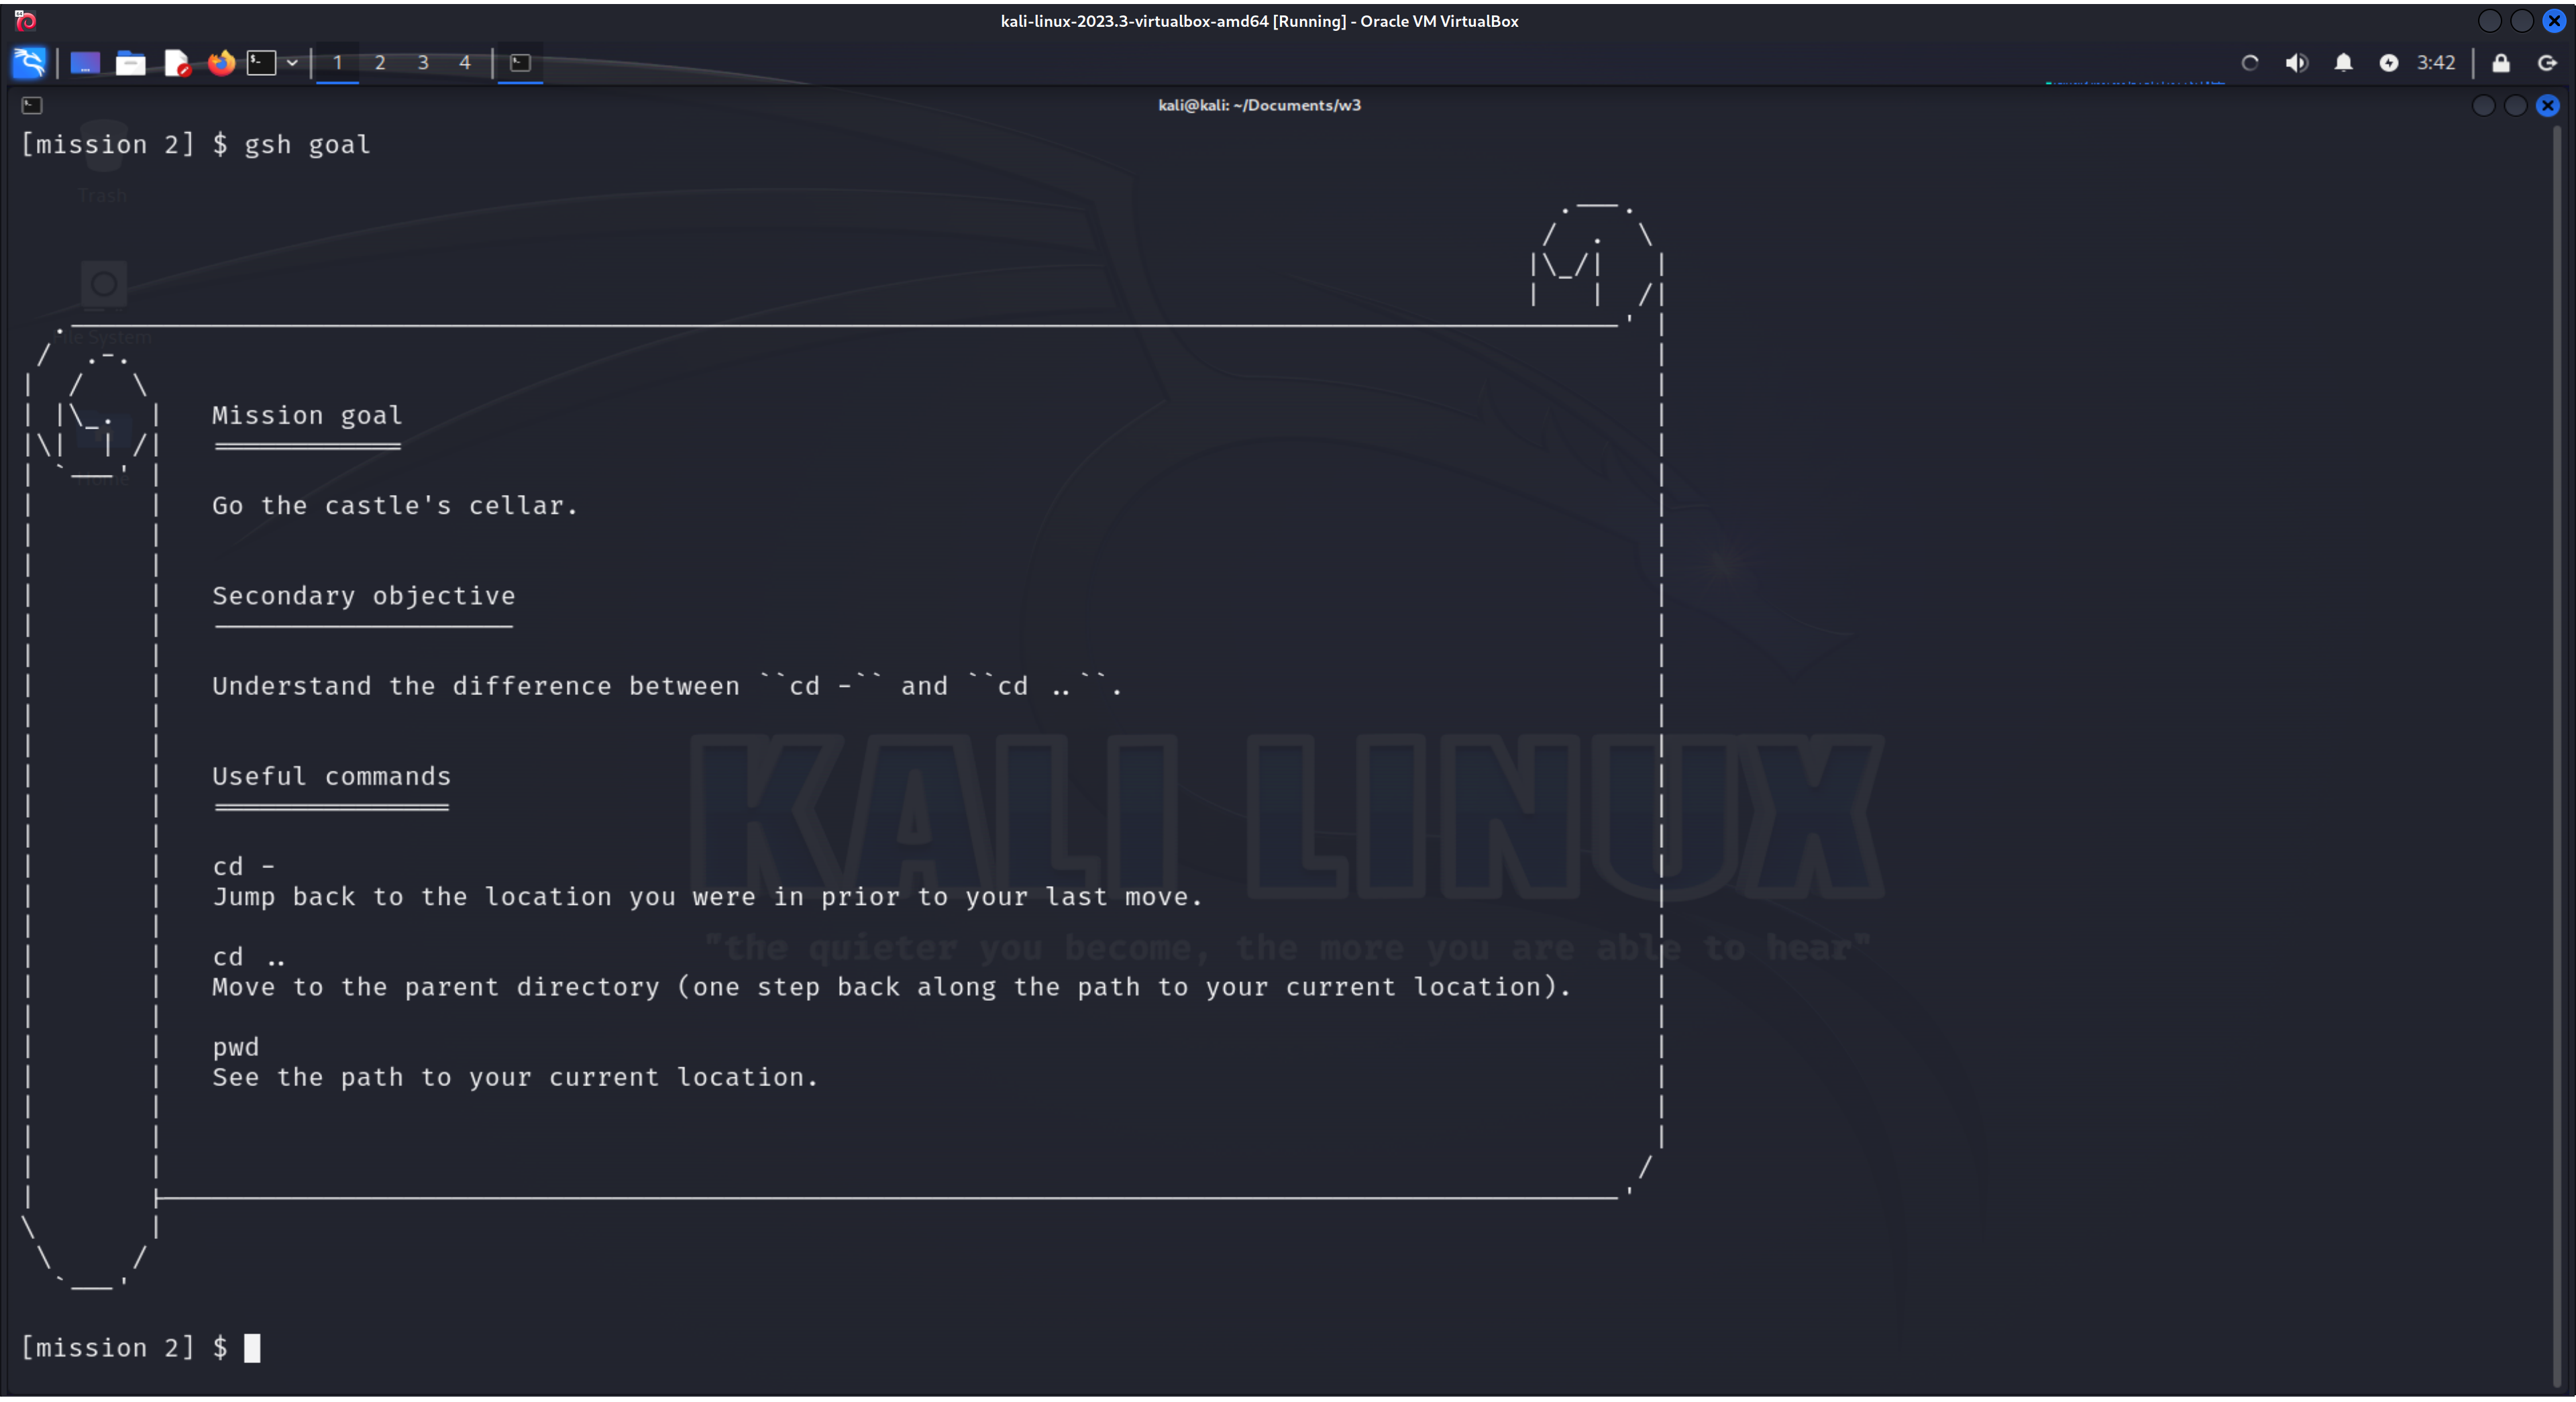 kali-linux-2023.3-virtualbox-amd64 [Running] - Oracle VM VirtualBox
1 2 3 4
3:42
kali@kali: ~/Documents/w3
[mission 2] $ gsh goal
Trash
File System
Home
Mission goal
Go the castle's cellar.
Secondary objective
Understand the difference between ``cd -`` and ``cd ..``.
Useful commands
KALI LINUX
cd -
Jump back to the location you were in prior to your last move.
"the quieter you become, the more you are able to hear"
cd ..
Move to the parent directory (one step back along the path to your current location).
pwd
See the path to your current location.
[mission 2] $